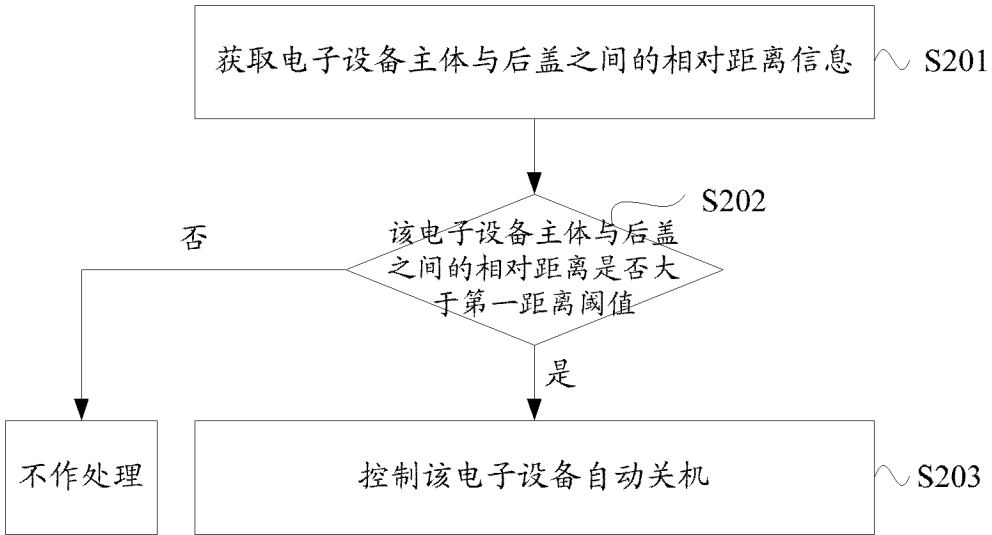 获取电子设备主体与后盖之间的相对距离信息
S201
S202
该电子设备主体与后盖
之间的相对距离是否大
于第一距离阈值
否
是
不作处理
控制该电子设备自动关机
S203